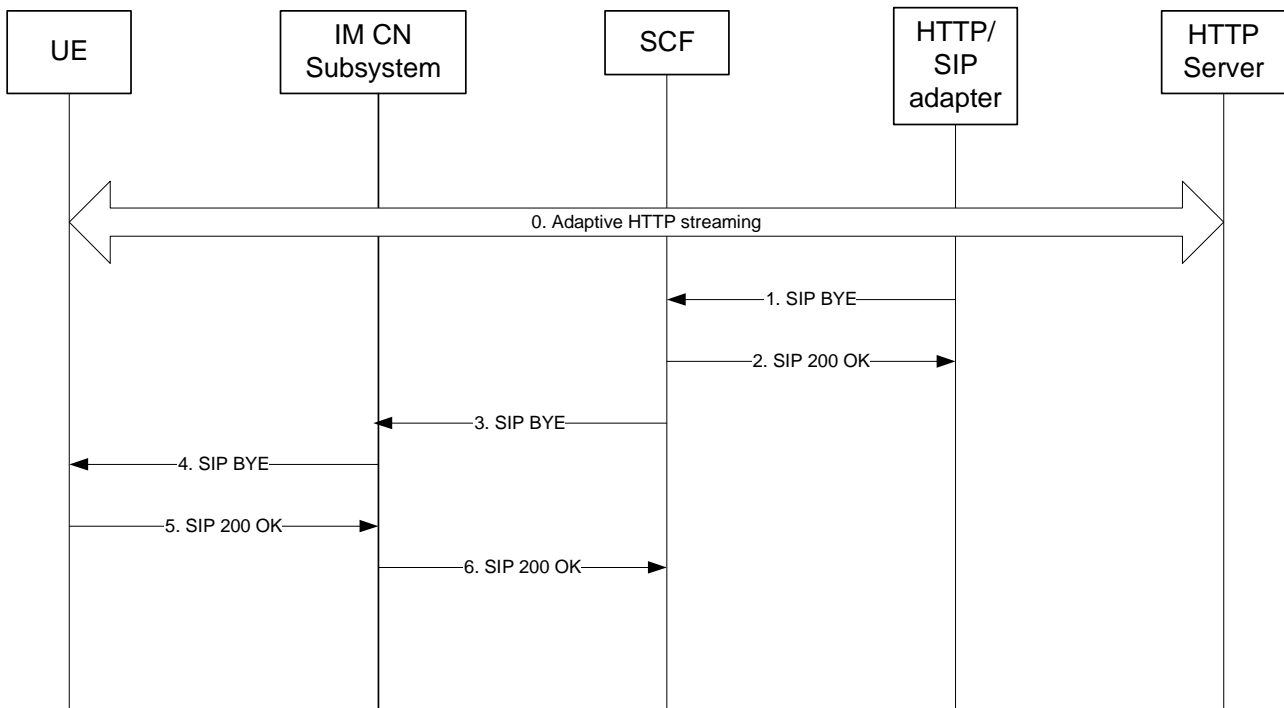 UE
IM CN
Subsystem
SCF
HTTP/
SIP
adapter
HTTP
Server
0. Adaptive HTTP streaming
1. SIP BYE
2. SIP 200 OK
3. SIP BYE
4. SIP BYE
5. SIP 200 OK
6. SIP 200 OK